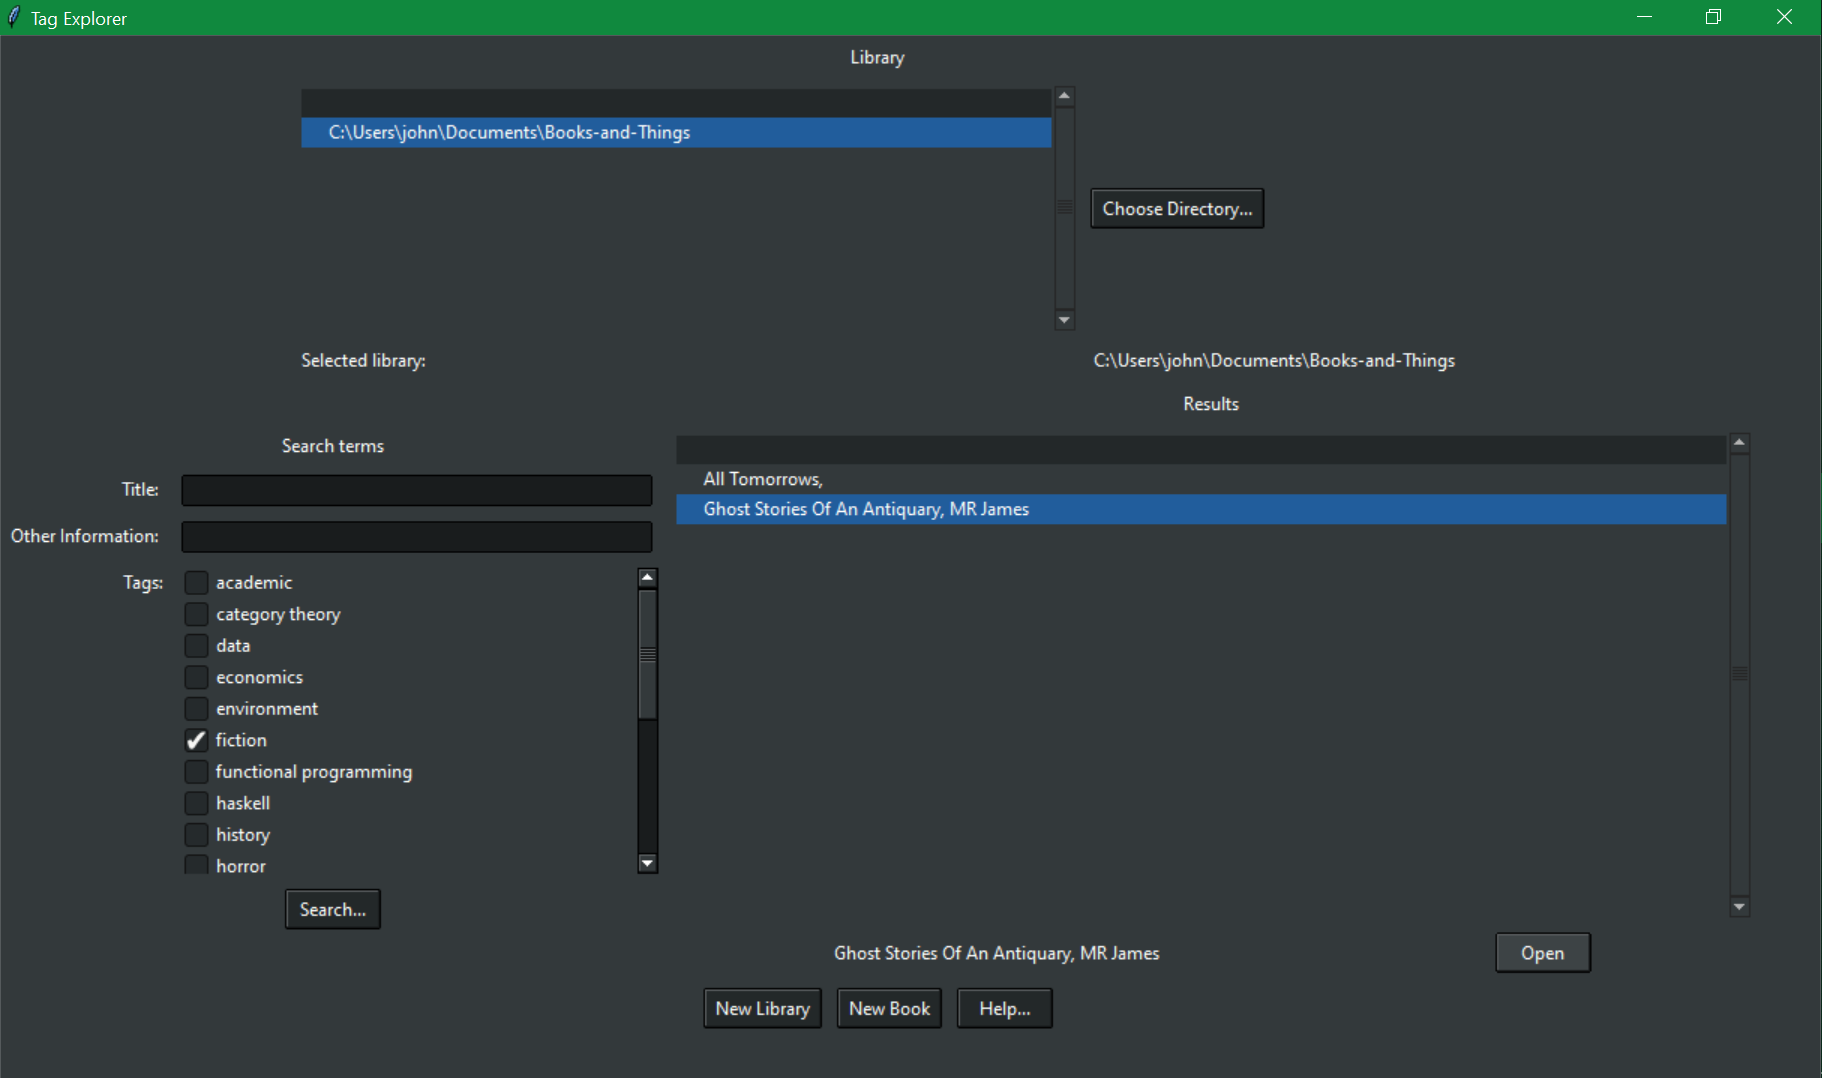 Tag Explorer
Library
C:\Users\john\Documents\Books-and-Things
Choose Directory...
Selected library:
C:\Users\john\Documents\Books-and-Things
Results
Search terms
All Tomorrows,
Title:
Ghost Stories Of An Antiquary, MR James
Other Information:
Tags:
academic
category theory
data
economics
environment
fiction
functional programming
haskell
history
horror
Search...
Ghost Stories Of An Antiquary, MR James
Open
New Library
New Book
Help...